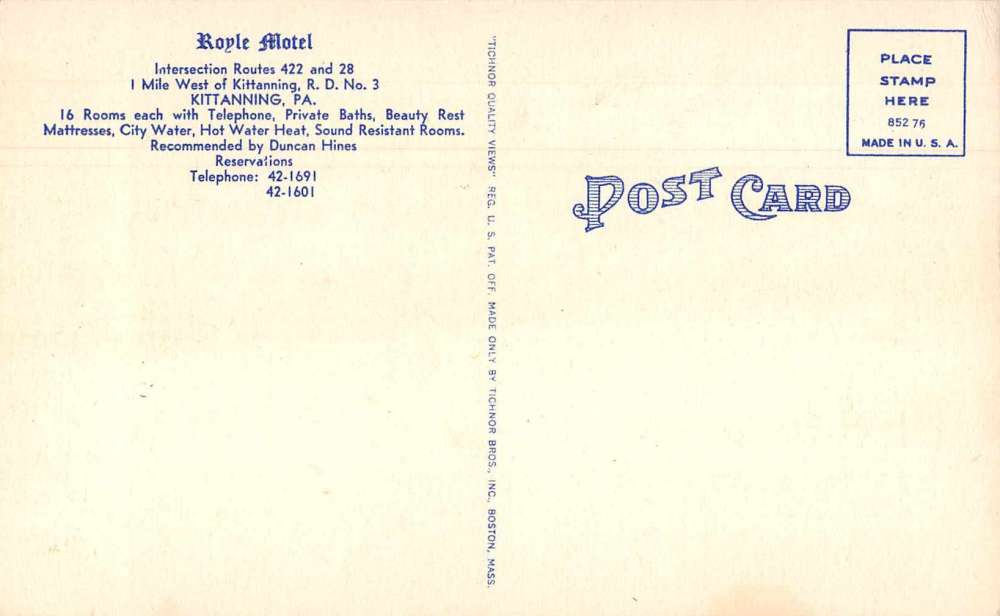 Royle Motel
Intersection Routes 422 and 28
1 Mile West of Kittanning, R. D. No. 3
KITTANNING, PA.
16 Rooms each with Telephone, Private Baths, Beauty Rest
Mattresses, City Water, Hot Water Heat, Sound Resistant Rooms.
Recommended by Duncan Hines
Reservations
Telephone: 42-1691
42-1601
"TICHNOR QUALITY VIEWS" REG. U. S. PAT. OFF. MADE ONLY BY TICHNOR BROS., INC., BOSTON, MASS.
PLACE
STAMP
HERE
85276
MADE IN U. S. A.
POST CARD